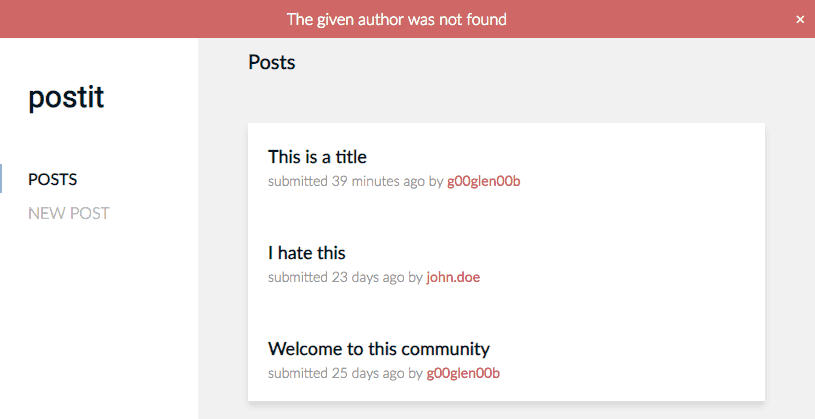 The given author was not found ×
postit
POSTS
NEW POST
Posts
This is a title
submitted 39 minutes ago by g00glen00b
I hate this
submitted 23 days ago by john.doe
Welcome to this community
submitted 25 days ago by g00glen00b